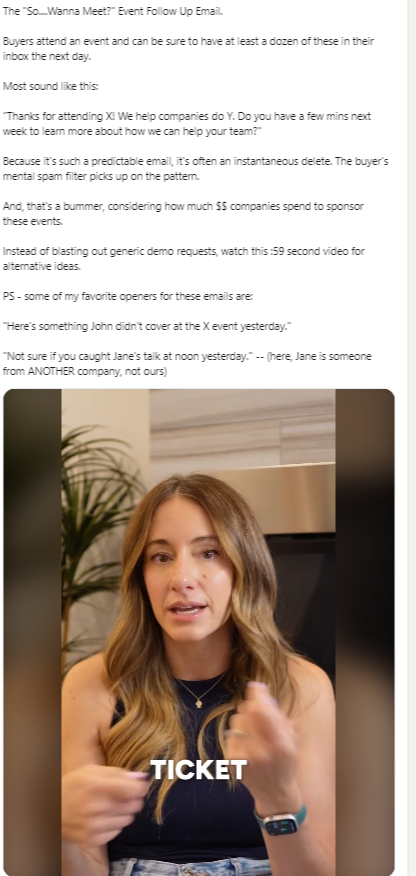 The "So....Wanna Meet?" Event Follow Up Email.
Buyers attend an event and can be sure to have at least a dozen of these in their
inbox the next day.
Most sound like this:
"Thanks for attending X! We help companies do Y. Do you have a few mins next
week to learn more about how we can help your team?"
Because it's such a predictable email, it's often an instantaneous delete. The buyer's
mental spam filter picks up on the pattern.
And, that's a bummer, considering how much $$ companies spend to sponsor
these events.
Instead of blasting out generic demo requests, watch this :59 second video for
alternative ideas.
PS - some of my favorite openers for these emails are:
"Here's something John didn't cover at the X event yesterday."
"Not sure if you caught Jane's talk at noon yesterday." -- (here, Jane is someone
from ANOTHER company, not ours)
TICKET